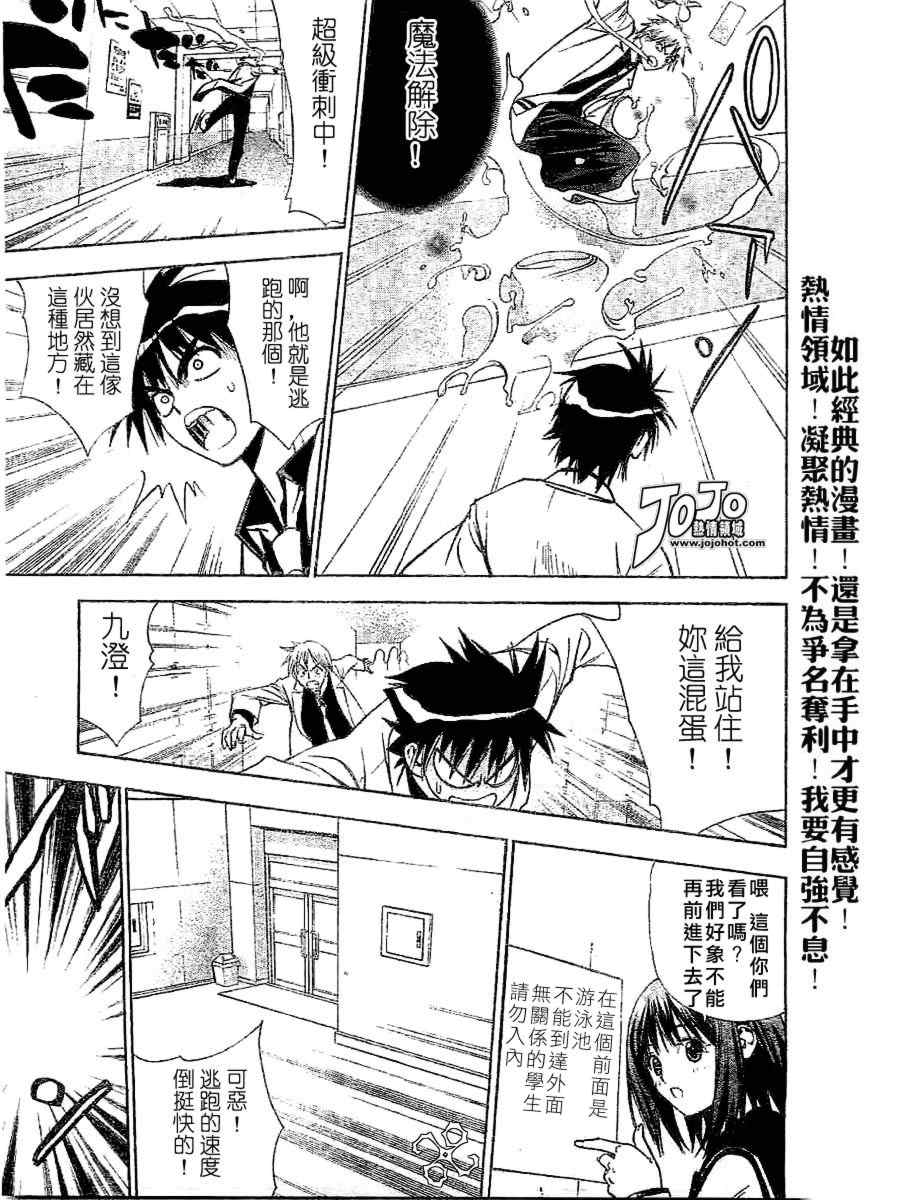 魔法解除！
超級衝刺中！
啊，他就是逃
跑的那個！
沒想到這傢
伙居然藏在
這種地方！
JOJO
熱情領域
www.jojohot.com
給我站住！
妳這混蛋！
九澄！
喂 這個你們
看了嗎？
我們好象不能
再前進下去了
在這個前面是
游泳池
不能到達外面
無關係的學生
請勿入內
可惡！
逃跑的速度
倒挺快的！
如此經典的漫畫！還是拿在手中才更有感覺！
熱情領域！凝聚熱情！不為爭名奪利！我要自強不息！